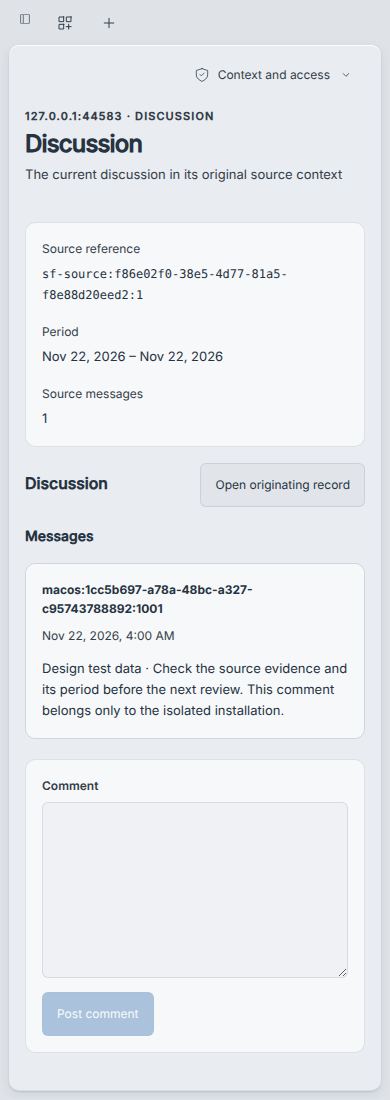 Context and access
127.0.0.1:44583 · DISCUSSION
Discussion
The current discussion in its original source context
Source reference
sf-source:f86e02f0-38e5-4d77-81a5-
f8e88d20eed2:1
Period
Nov 22, 2026 – Nov 22, 2026
Source messages
1
Discussion
Open originating record
Messages
macos:1cc5b697-a78a-48bc-a327-
c95743788892:1001
Nov 22, 2026, 4:00 AM
Design test data · Check the source evidence and
its period before the next review. This comment
belongs only to the isolated installation.
Comment
Post comment